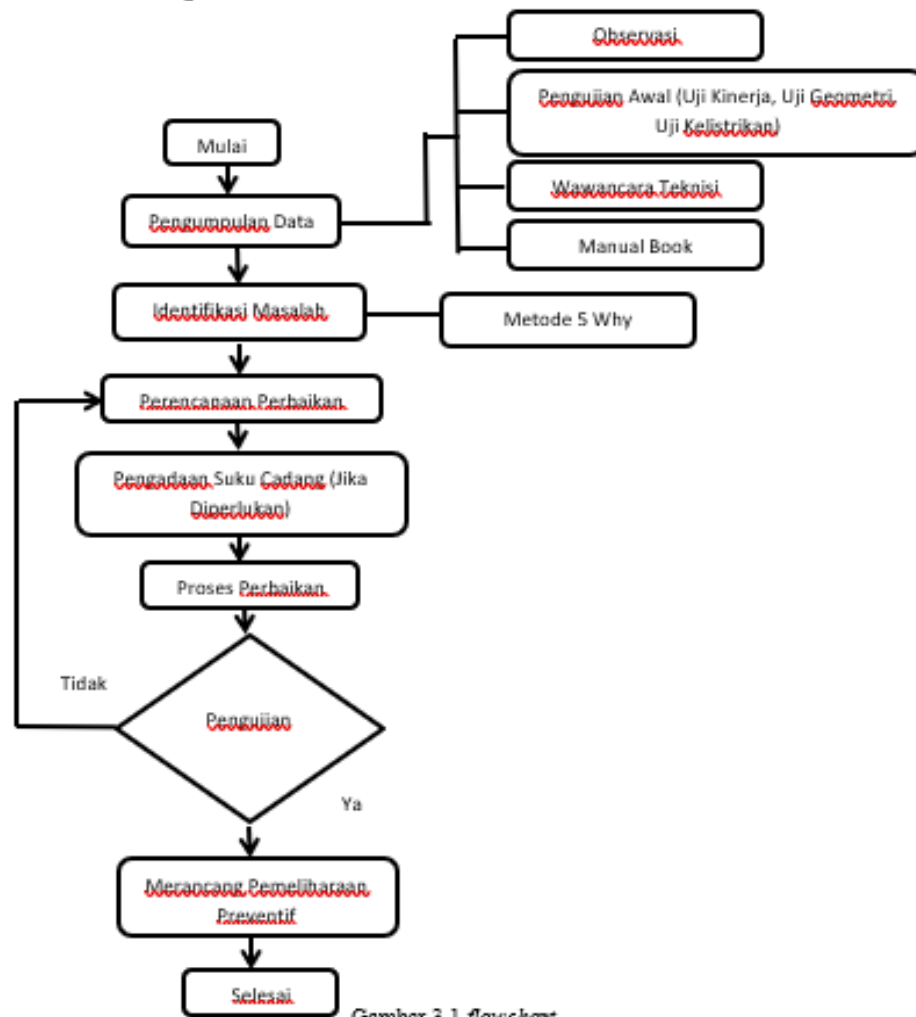 Observasi
Pengujian Awal (Uji Kinerja, Uji Geometri,
Uji Kelistrikan)
Mulai
Wawancara Teknisi
Pengumpulan Data
Manual Book
Identifikasi Masalah
Metode 5 Why
Perencanaan Perbaikan
Pengadaan Suku Cadang (Jika
Diperlukan)
Proses Perbaikan
Tidak
Pengujian
Ya
Merancang Pemeliharaan
Preventif
Selesai
Gambar 3.1 flowchart